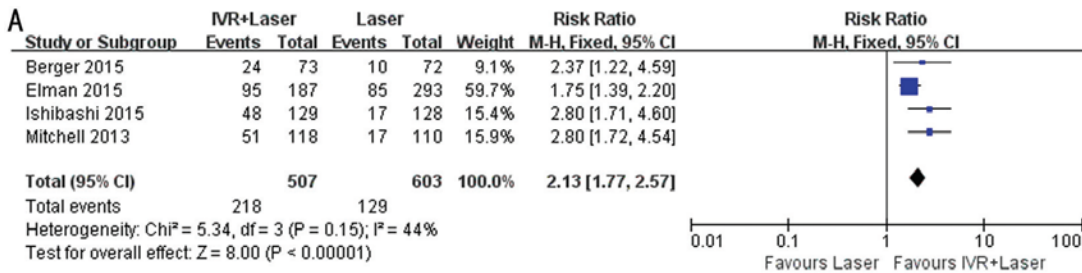 A
IVR+Laser Laser Risk Ratio Risk Ratio
Study or Subgroup Events Total Events Total Weight M-H, Fixed, 95% CI M-H, Fixed, 95% CI
Berger 2015 24 73 10 72 9.1% 2.37 [1.22, 4.59]
Elman 2015 95 187 85 293 59.7% 1.75 [1.39, 2.20]
Ishibashi 2015 48 129 17 128 15.4% 2.80 [1.71, 4.60]
Mitchell 2013 51 118 17 110 15.9% 2.80 [1.72, 4.54]
Total (95% CI) 507 603 100.0% 2.13 [1.77, 2.57]
Total events 218 129
Heterogeneity: Chi² = 5.34, df = 3 (P = 0.15); I² = 44%
Test for overall effect: Z = 8.00 (P < 0.00001)
0.01 0.1 1 10 100
Favours Laser Favours IVR+Laser